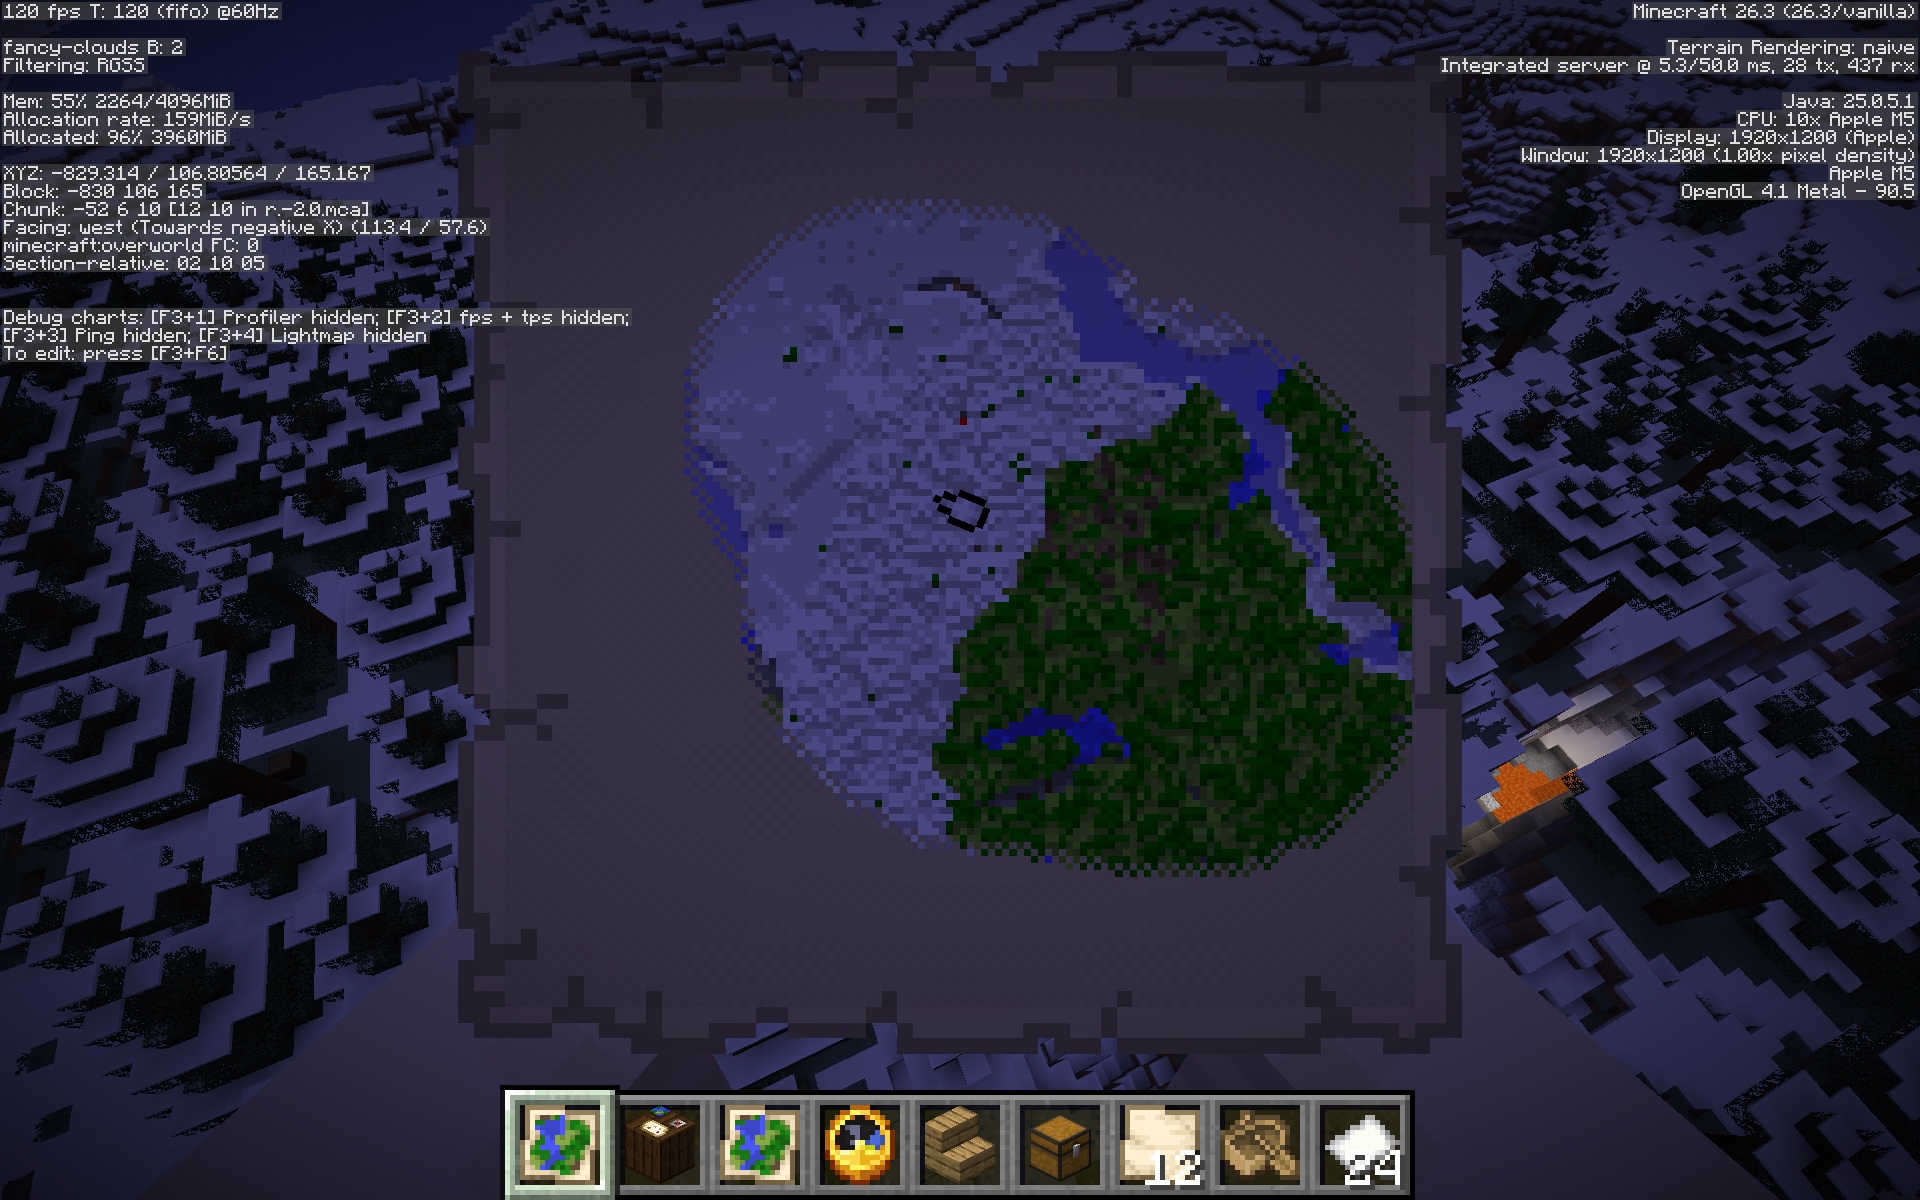 120 fps T: 120 (fifo) @60Hz
fancy-clouds B: 2
Filtering: RGSS
Mem: 55% 2264/4096MiB
Allocation rate: 159MiB/s
Allocated: 96% 3960MiB
XYZ: -829.314 / 106.80564 / 165.167
Block: -830 106 165
Chunk: -52 6 10 [12 10 in r.-2.0.mca]
Facing: west (Towards negative X) (113.4 / 57.6)
minecraft:overworld FC: 0
Section-relative: 02 10 05
Debug charts: [F3+1] Profiler hidden; [F3+2] fps + tps hidden;
[F3+3] Ping hidden; [F3+4] Lightmap hidden
To edit: press [F3+F6]
Minecraft 26.3 (26.3/vanilla)
Terrain Rendering: naive
Integrated server @ 5.3/50.0 ms, 28 tx, 437 rx
Java: 25.0.5.1
CPU: 10x Apple M5
Display: 1920x1200 (Apple)
Window: 1920x1200 (1.00x pixel density)
Apple M5
OpenGL 4.1 Metal - 90.5
12
24